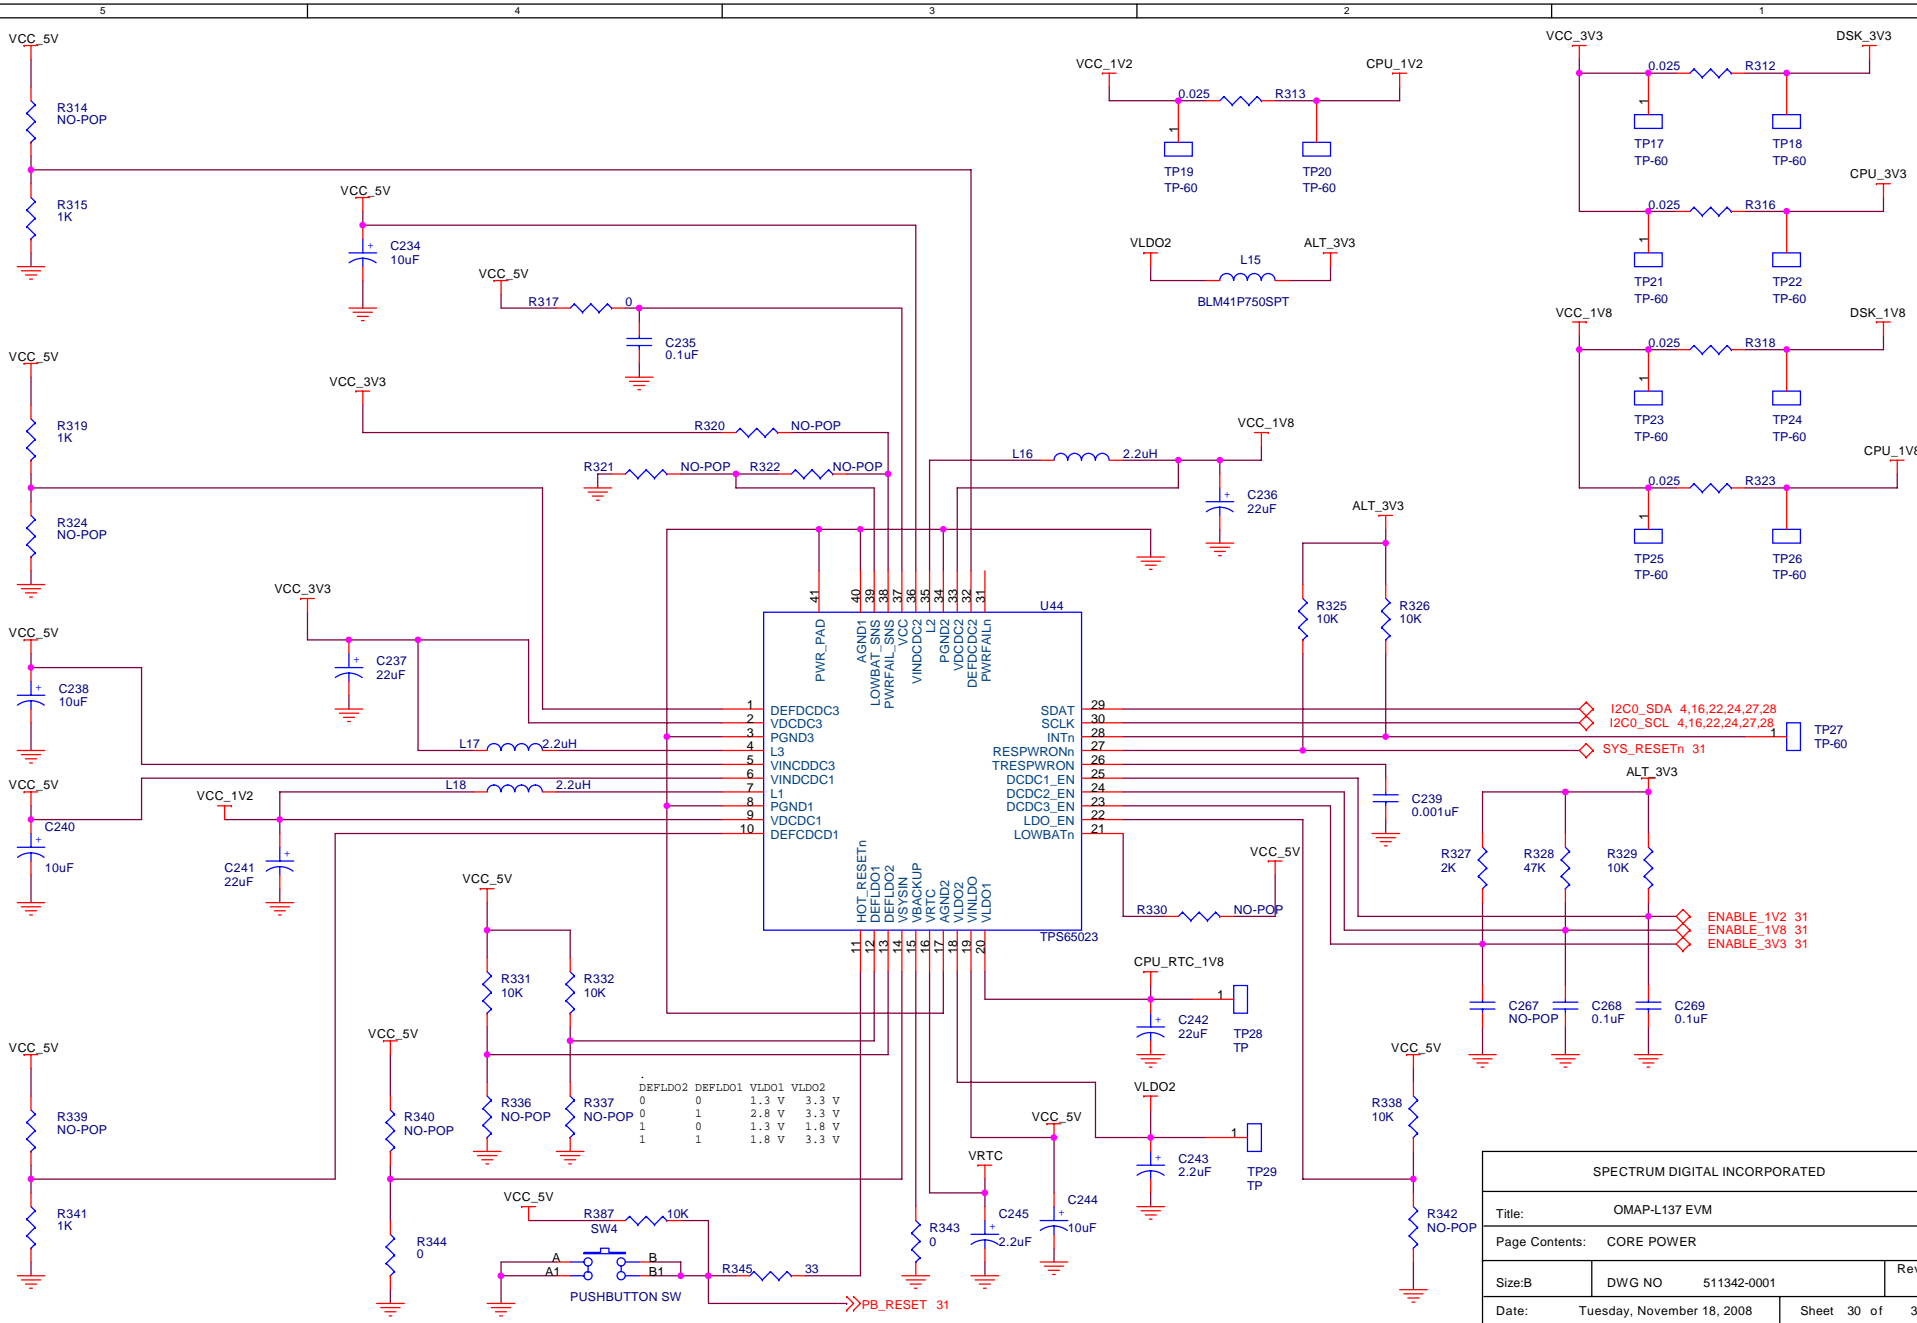 5 4 3 2 1
VCC_5V
R314
NO-POP
R315
1K
VCC_5V
C234
10uF
VCC_5V
R317 0
C235
0.1uF
VCC_1V2 CPU_1V2
0.025 R313
1
TP19
TP-60
TP20
TP-60
VLDO2 ALT_3V3
L15
BLM41P750SPT
VCC_3V3 DSK_3V3
0.025 R312
1
TP17
TP-60
TP18
TP-60
CPU_3V3
0.025 R316
1
TP21
TP-60
TP22
TP-60
VCC_1V8 DSK_1V8
0.025 R318
1
TP23
TP-60
TP24
TP-60
CPU_1V8
0.025 R323
1
TP25
TP-60
TP26
TP-60
VCC_5V
R319
1K
R324
NO-POP
VCC_3V3
R320 NO-POP
R321 NO-POP R322 NO-POP
L16 2.2uH
VCC_1V8
C236
22uF
ALT_3V3
R325
10K
R326
10K
VCC_3V3
C237
22uF
VCC_5V
C238
10uF
L17 2.2uH
L18 2.2uH
VCC_5V
C240
10uF
VCC_1V2
C241
22uF
U44
41 40 39 38 37 36 35 34 33 32 31
PWR_PAD
AGND1
LOWBAT_SNS
PWRFAIL_SNS
VCC
VINDCDC2
L2
PGND2
VDCDC2
DEFDCDC2
PWRFAILn
1 DEFDCDC3
2 VDCDC3
3 PGND3
4 L3
5 VINCDDC3
6 VINDCDC1
7 L1
8 PGND1
9 VDCDC1
10 DEFCDCD1
SDAT 29
SCLK 30
INTn 28
RESPWRONn 27
TRESPWRON 26
DCDC1_EN 25
DCDC2_EN 24
DCDC3_EN 23
LDO_EN 22
LOWBATn 21
HOT_RESETn
DEFLDO1
DEFLDO2
VSYSIN
VBACKUP
VRTC
AGND2
VLDO2
VINLDO
VLDO1
11 12 13 14 15 16 17 18 19 20
TPS65023
I2C0_SDA 4,16,22,24,27,28
I2C0_SCL 4,16,22,24,27,28
1
TP27
TP-60
SYS_RESETn 31
C239
0.001uF
ALT_3V3
R327
2K
R328
47K
R329
10K
ENABLE_1V2 31
ENABLE_1V8 31
ENABLE_3V3 31
C267
NO-POP
C268
0.1uF
C269
0.1uF
VCC_5V
R330 NO-POP
CPU_RTC_1V8
1
C242
22uF
TP28
TP
VLDO2
1
C243
2.2uF
TP29
TP
VCC_5V
R338
10K
R342
NO-POP
VCC_5V
R331
10K
R332
10K
R336
NO-POP
R337
NO-POP
.
DEFLDO2 DEFLDO1 VLDO1 VLDO2
0 0 1.3 V 3.3 V
0 1 2.8 V 3.3 V
1 0 1.3 V 1.8 V
1 1 1.8 V 3.3 V
VCC_5V
R339
NO-POP
R341
1K
VCC_5V
R340
NO-POP
R344
0
VCC_5V
R387 10K
SW4
A B
A1 B1
PUSHBUTTON SW
R345 33
PB_RESET 31
R343
0
VRTC
C245
2.2uF
VCC_5V
C244
10uF
SPECTRUM DIGITAL INCORPORATED
Title: OMAP-L137 EVM
Page Contents: CORE POWER
Size:B DWG NO 511342-0001
Date: Tuesday, November 18, 2008 Sheet 30 of